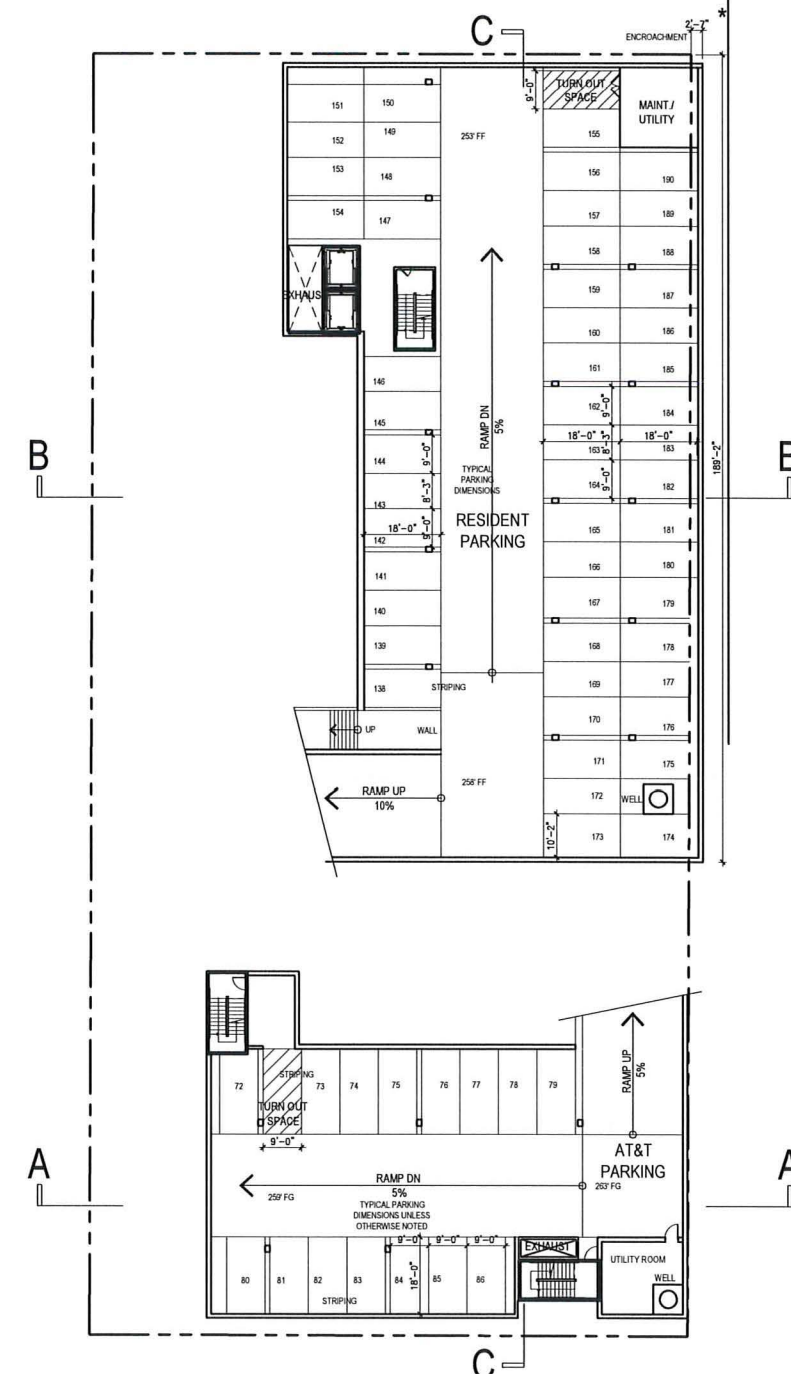 C
2'-7"
*
ENCROACHMENT
TURN OUT
SPACE
9'-0"
MAINT./
UTILITY
151
150
253' FF
152
149
155
153
148
156
190
154
147
157
189
158
188
EXHAUS
159
187
160
186
161
185
146
162
9'-0"
184
145
RAMP DN
5%
18'-0"
18'-0"
163
8'-3"
183
189'-2"
B
144
9'-0"
TYPICAL
PARKING
DIMENSIONS
164
9'-0"
182
143
8'-3"
RESIDENT
PARKING
18'-0"
142
9'-0"
165
181
141
166
180
140
167
179
139
168
178
138
STRIPING
169
177
UP
WALL
170
176
171
175
RAMP UP
10%
258' FF
172
WELL
10'-2"
173
174
72
STRIPING
73
74
75
76
77
78
79
TURN OUT
SPACE
9'-0"
RAMP UP
5%
AT&T
PARKING
A
A
RAMP DN
5%
259' FG
263' FG
TYPICAL PARKING
DIMENSIONS UNLESS
OTHERWISE NOTED
9'-0"
9'-0"
9'-0"
EXHAUST
UTILITY ROOM
80
81
82
83
84
18'-0"
85
86
WELL
STRIPING
C